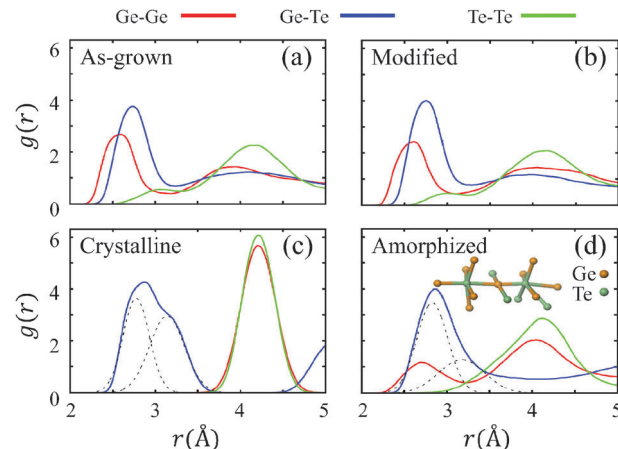 Ge-Ge Ge-Te Te-Te
As-grown (a) Modified (b)
6
4
2
0
g(r)
Crystalline (c) Amorphized (d)
Ge
Te
6
4
2
0
g(r)
2 3 4 5 2 3 4 5
r(Å) r(Å)